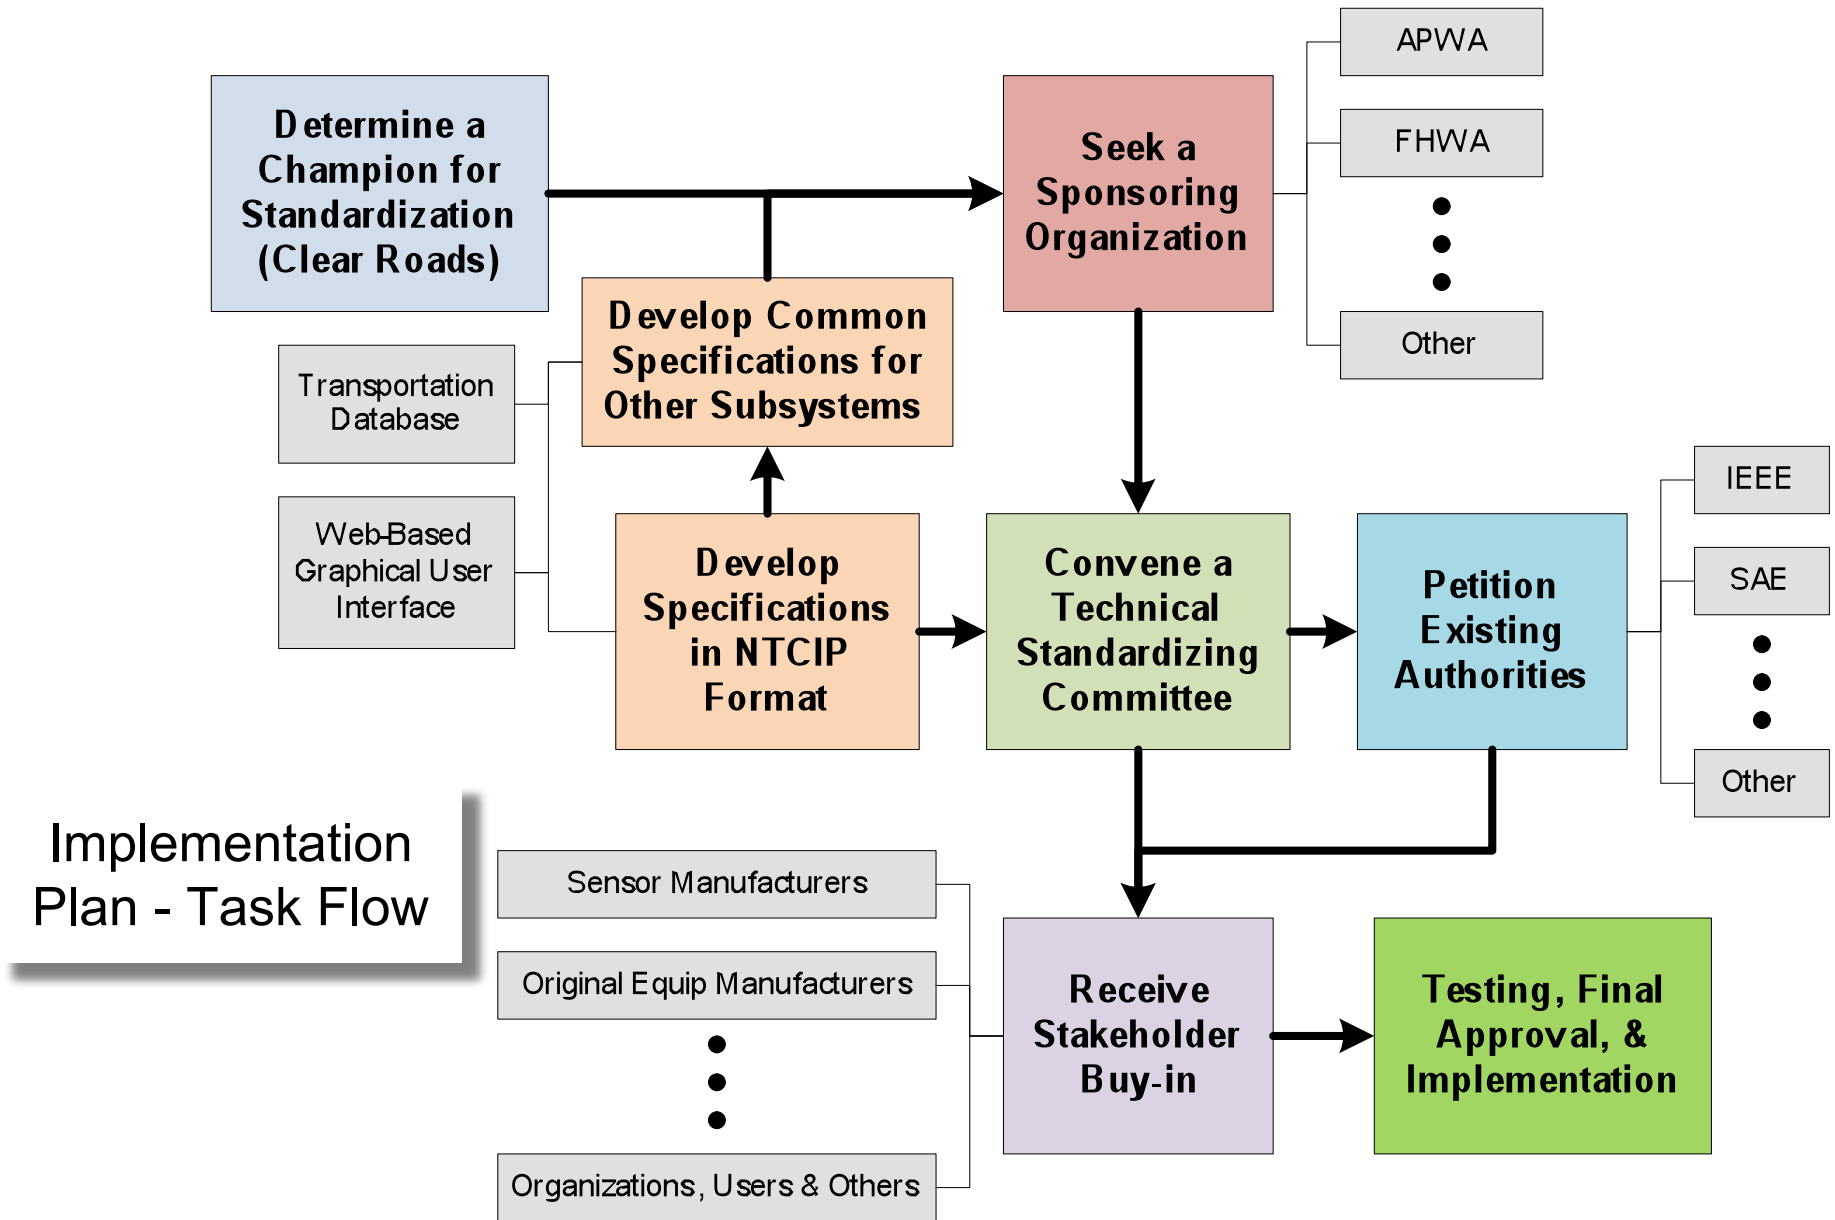 APWA
Determine a
Champion for
Standardization
(Clear Roads)
Seek a
Sponsoring
Organization
FHWA
Other
Develop Common
Specifications for
Other Subsystems
Transportation
Database
Web-Based
Graphical User
Interface
Develop
Specifications
in NTCIP
Format
Convene a
Technical
Standardizing
Committee
Petition
Existing
Authorities
IEEE
SAE
Other
Implementation
Plan - Task Flow
Sensor Manufacturers
Original Equip Manufacturers
Organizations, Users & Others
Receive
Stakeholder
Buy-in
Testing, Final
Approval, &
Implementation